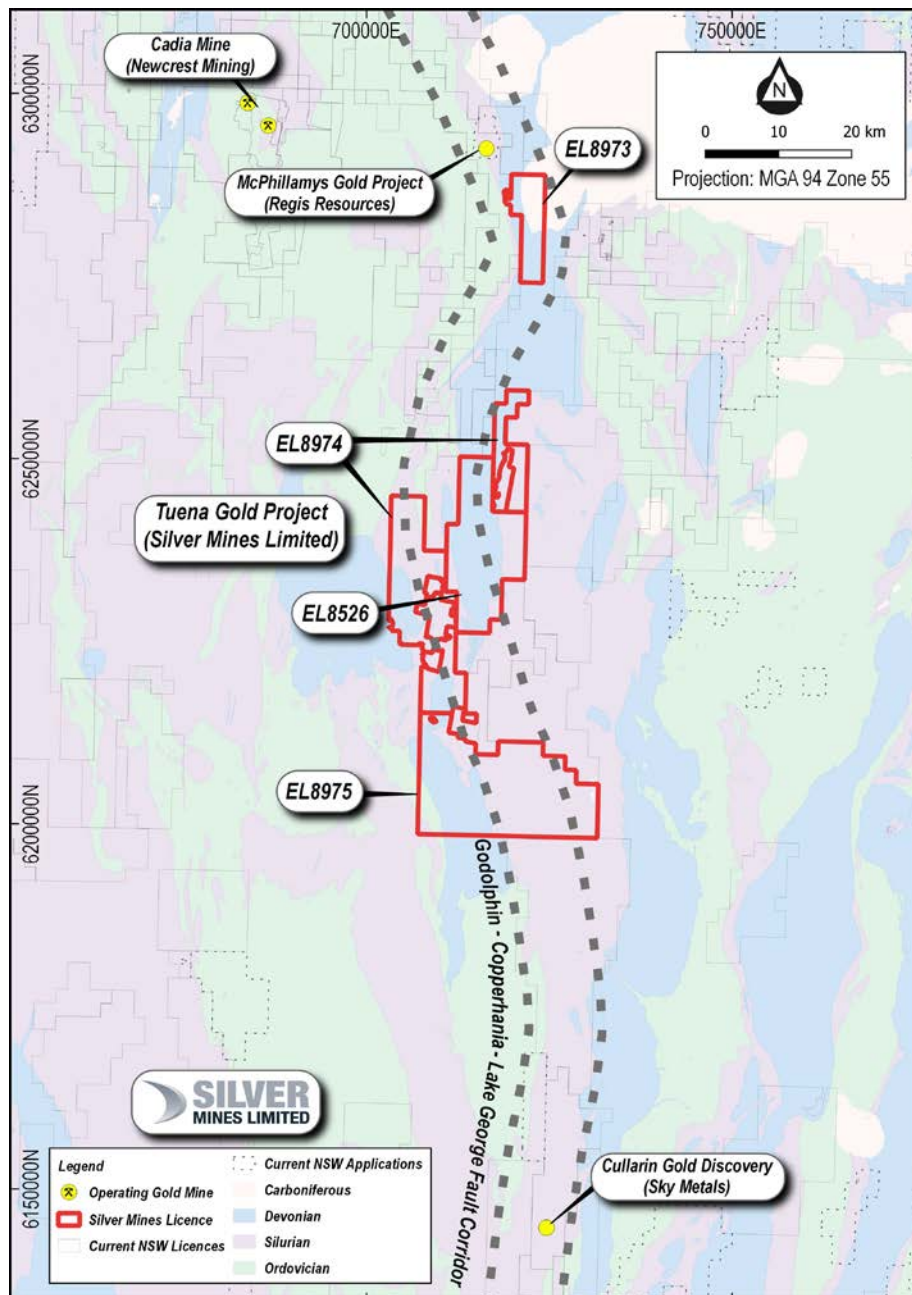 700000E
750000E
Cadia Mine
(Newcrest Mining)
6300000N
N
0 10 20 km
Projection: MGA 94 Zone 55
EL8973
McPhillamys Gold Project
(Regis Resources)
EL8974
6250000N
Tuena Gold Project
(Silver Mines Limited)
EL8526
EL8975
6200000N
Godolphin - Copperhania - Lake George Fault Corridor
SILVER
MINES LIMITED
Legend
Operating Gold Mine
Silver Mines Licence
Current NSW Licences
Current NSW Applications
Carboniferous
Devonian
Silurian
Ordovician
Cullarin Gold Discovery
(Sky Metals)
6150000N